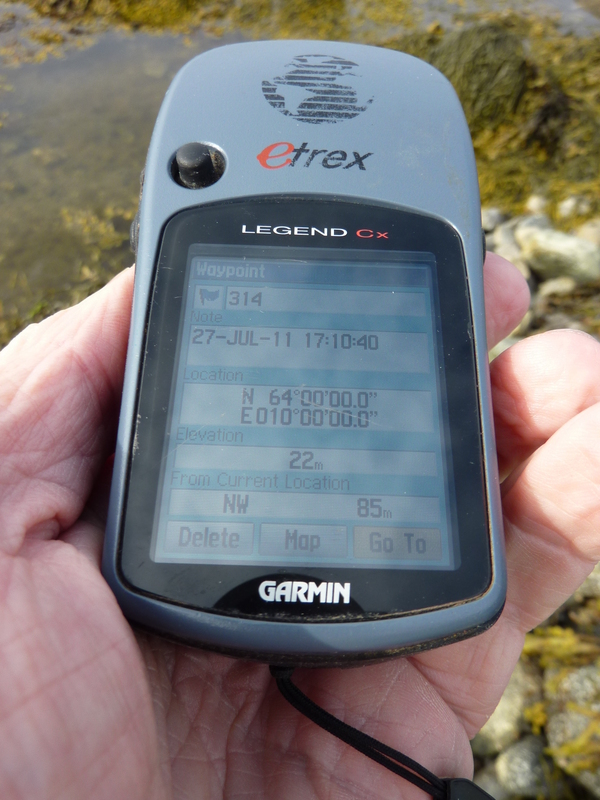 etrex
LEGEND Cx
Waypoint
314
Note
27-JUL-11 17:10:40
Location
N 64°00'00.0"
E010°00'00.0"
Elevation
22m
From Current Location
NW 85m
Delete Map Go To
GARMIN